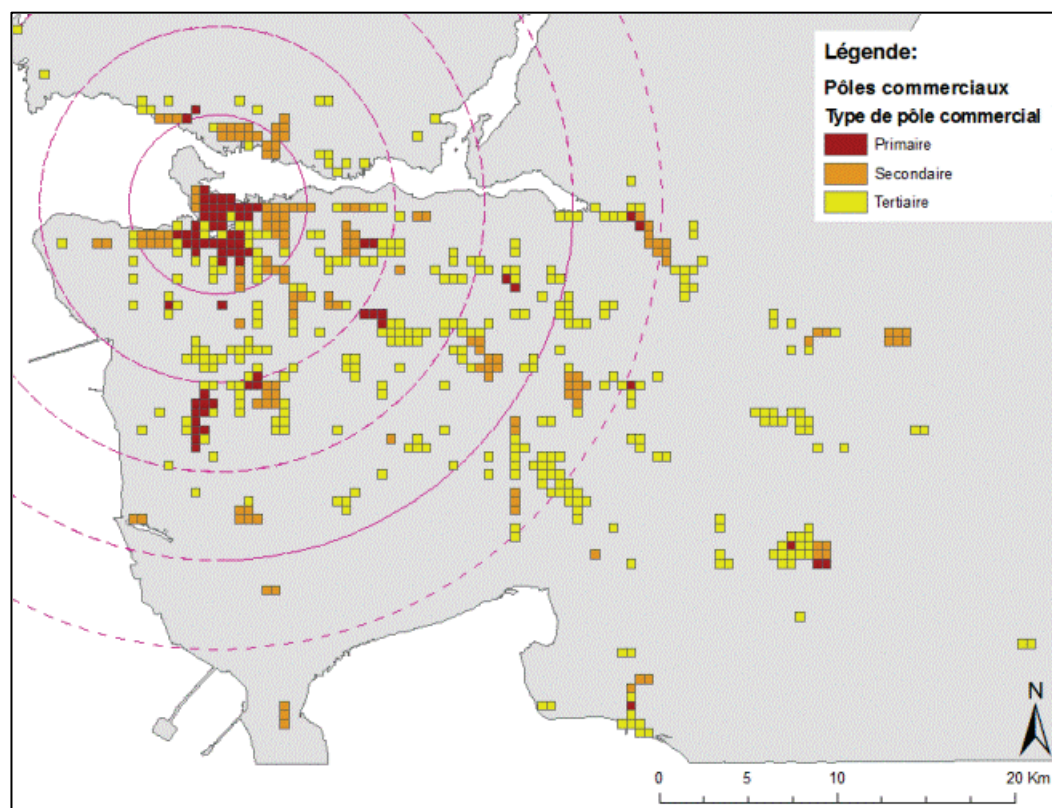 Légende:
Pôles commerciaux
Type de pôle commercial
Primaire
Secondaire
Tertiaire
N
0 5 10 20 Km